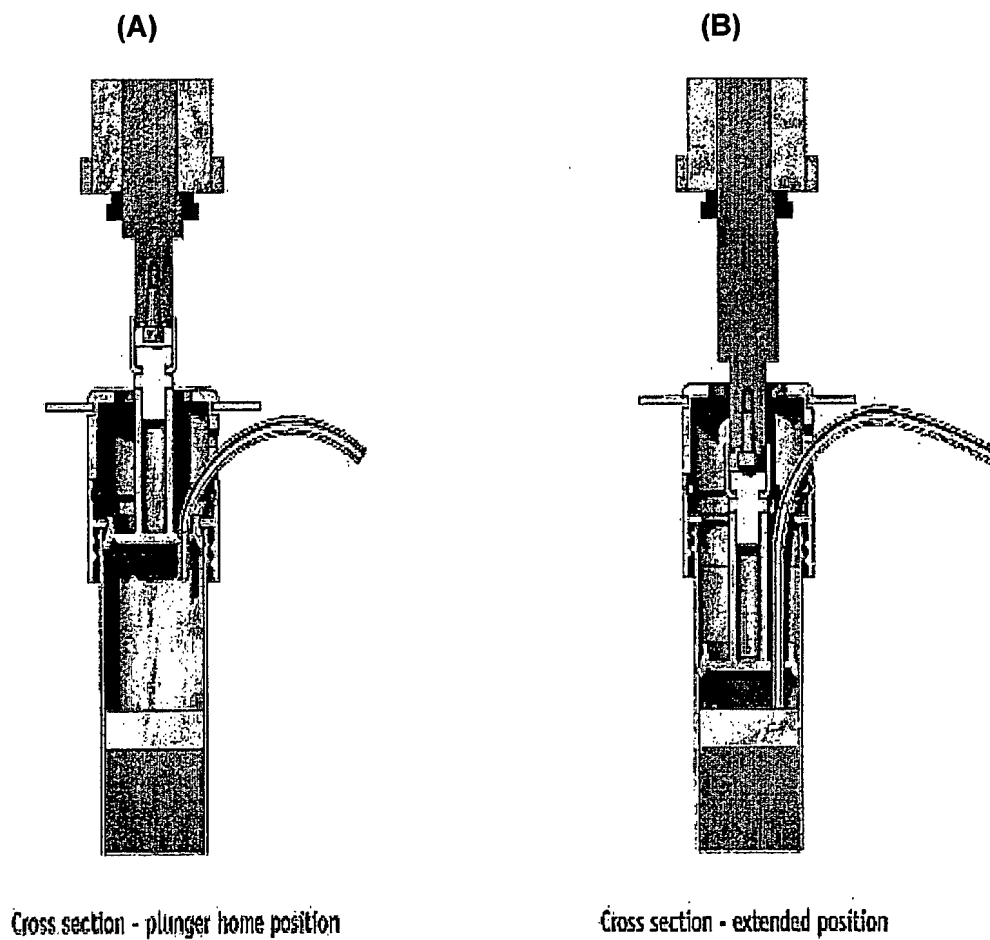 (A)
(B)
Cross section - plunger home position
Cross section - extended position